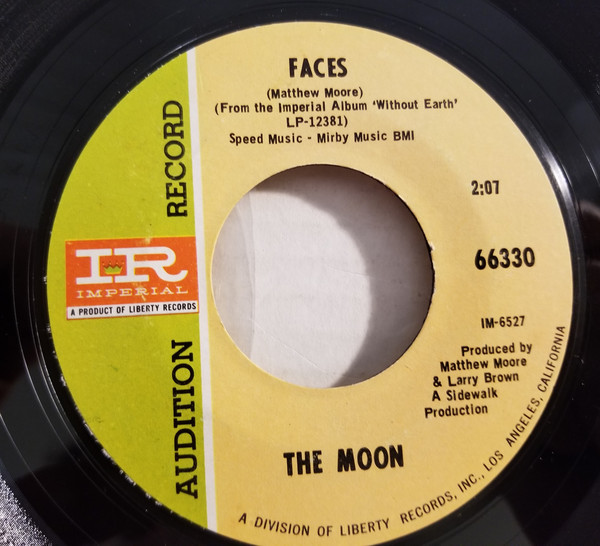 FACES
(Matthew Moore)
(From the Imperial Album 'Without Earth'
LP-12381)
Speed Music - Mirby Music BMI
AUDITION RECORD
2:07
IR
IMPERIAL
A PRODUCT OF LIBERTY RECORDS
66330
IM-6527
Produced by
Matthew Moore
& Larry Brown
A Sidewalk
Production
THE MOON
A DIVISION OF LIBERTY RECORDS, INC., LOS ANGELES, CALIFORNIA